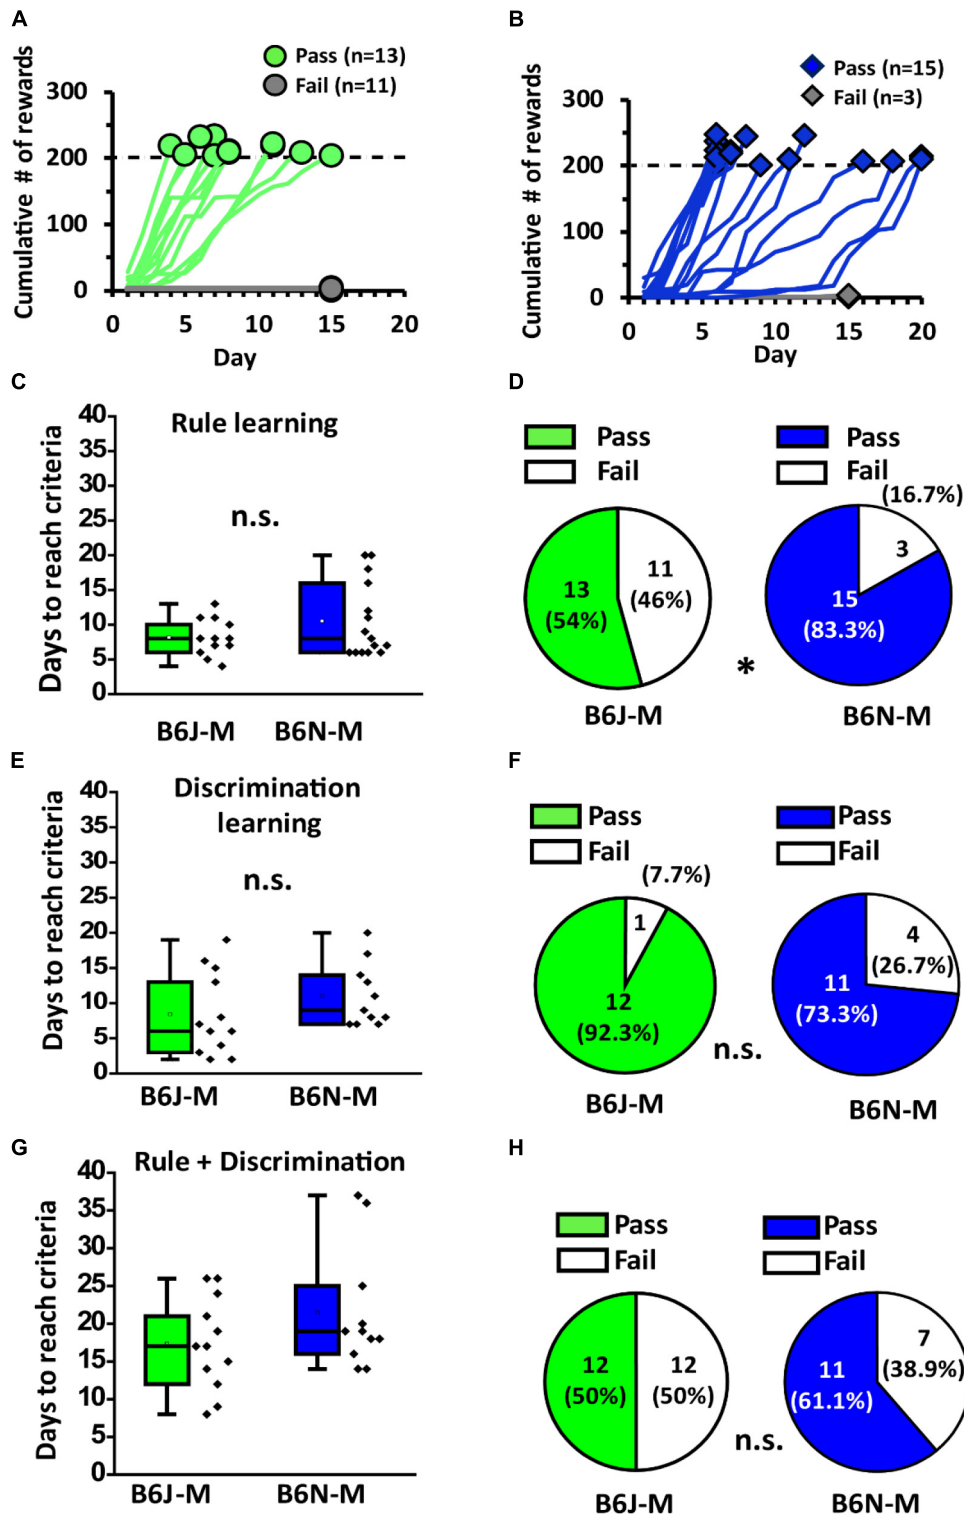 A
Cumulative # of rewards
Pass (n=13)
Fail (n=11)
300
200
100
0
0 5 10 15 20
Day
B
Cumulative # of rewards
Pass (n=15)
Fail (n=3)
300
200
100
0
0 5 10 15 20
Day
C
Days to reach criteria
Rule learning
n.s.
40
35
30
25
20
15
10
5
0
B6J-M B6N-M
D
Pass
Fail
13
(54%)
11
(46%)
B6J-M
*
Pass
Fail
(16.7%)
3
15
(83.3%)
B6N-M
E
Days to reach criteria
Discrimination
learning
n.s.
40
35
30
25
20
15
10
5
0
B6J-M B6N-M
F
Pass
Fail
(7.7%)
1
12
(92.3%)
B6J-M
n.s.
Pass
Fail
4
(26.7%)
11
(73.3%)
B6N-M
G
Days to reach criteria
Rule + Discrimination
40
35
30
25
20
15
10
5
0
B6J-M B6N-M
H
Pass
Fail
12
(50%)
12
(50%)
B6J-M
n.s.
Pass
Fail
7
(38.9%)
11
(61.1%)
B6N-M